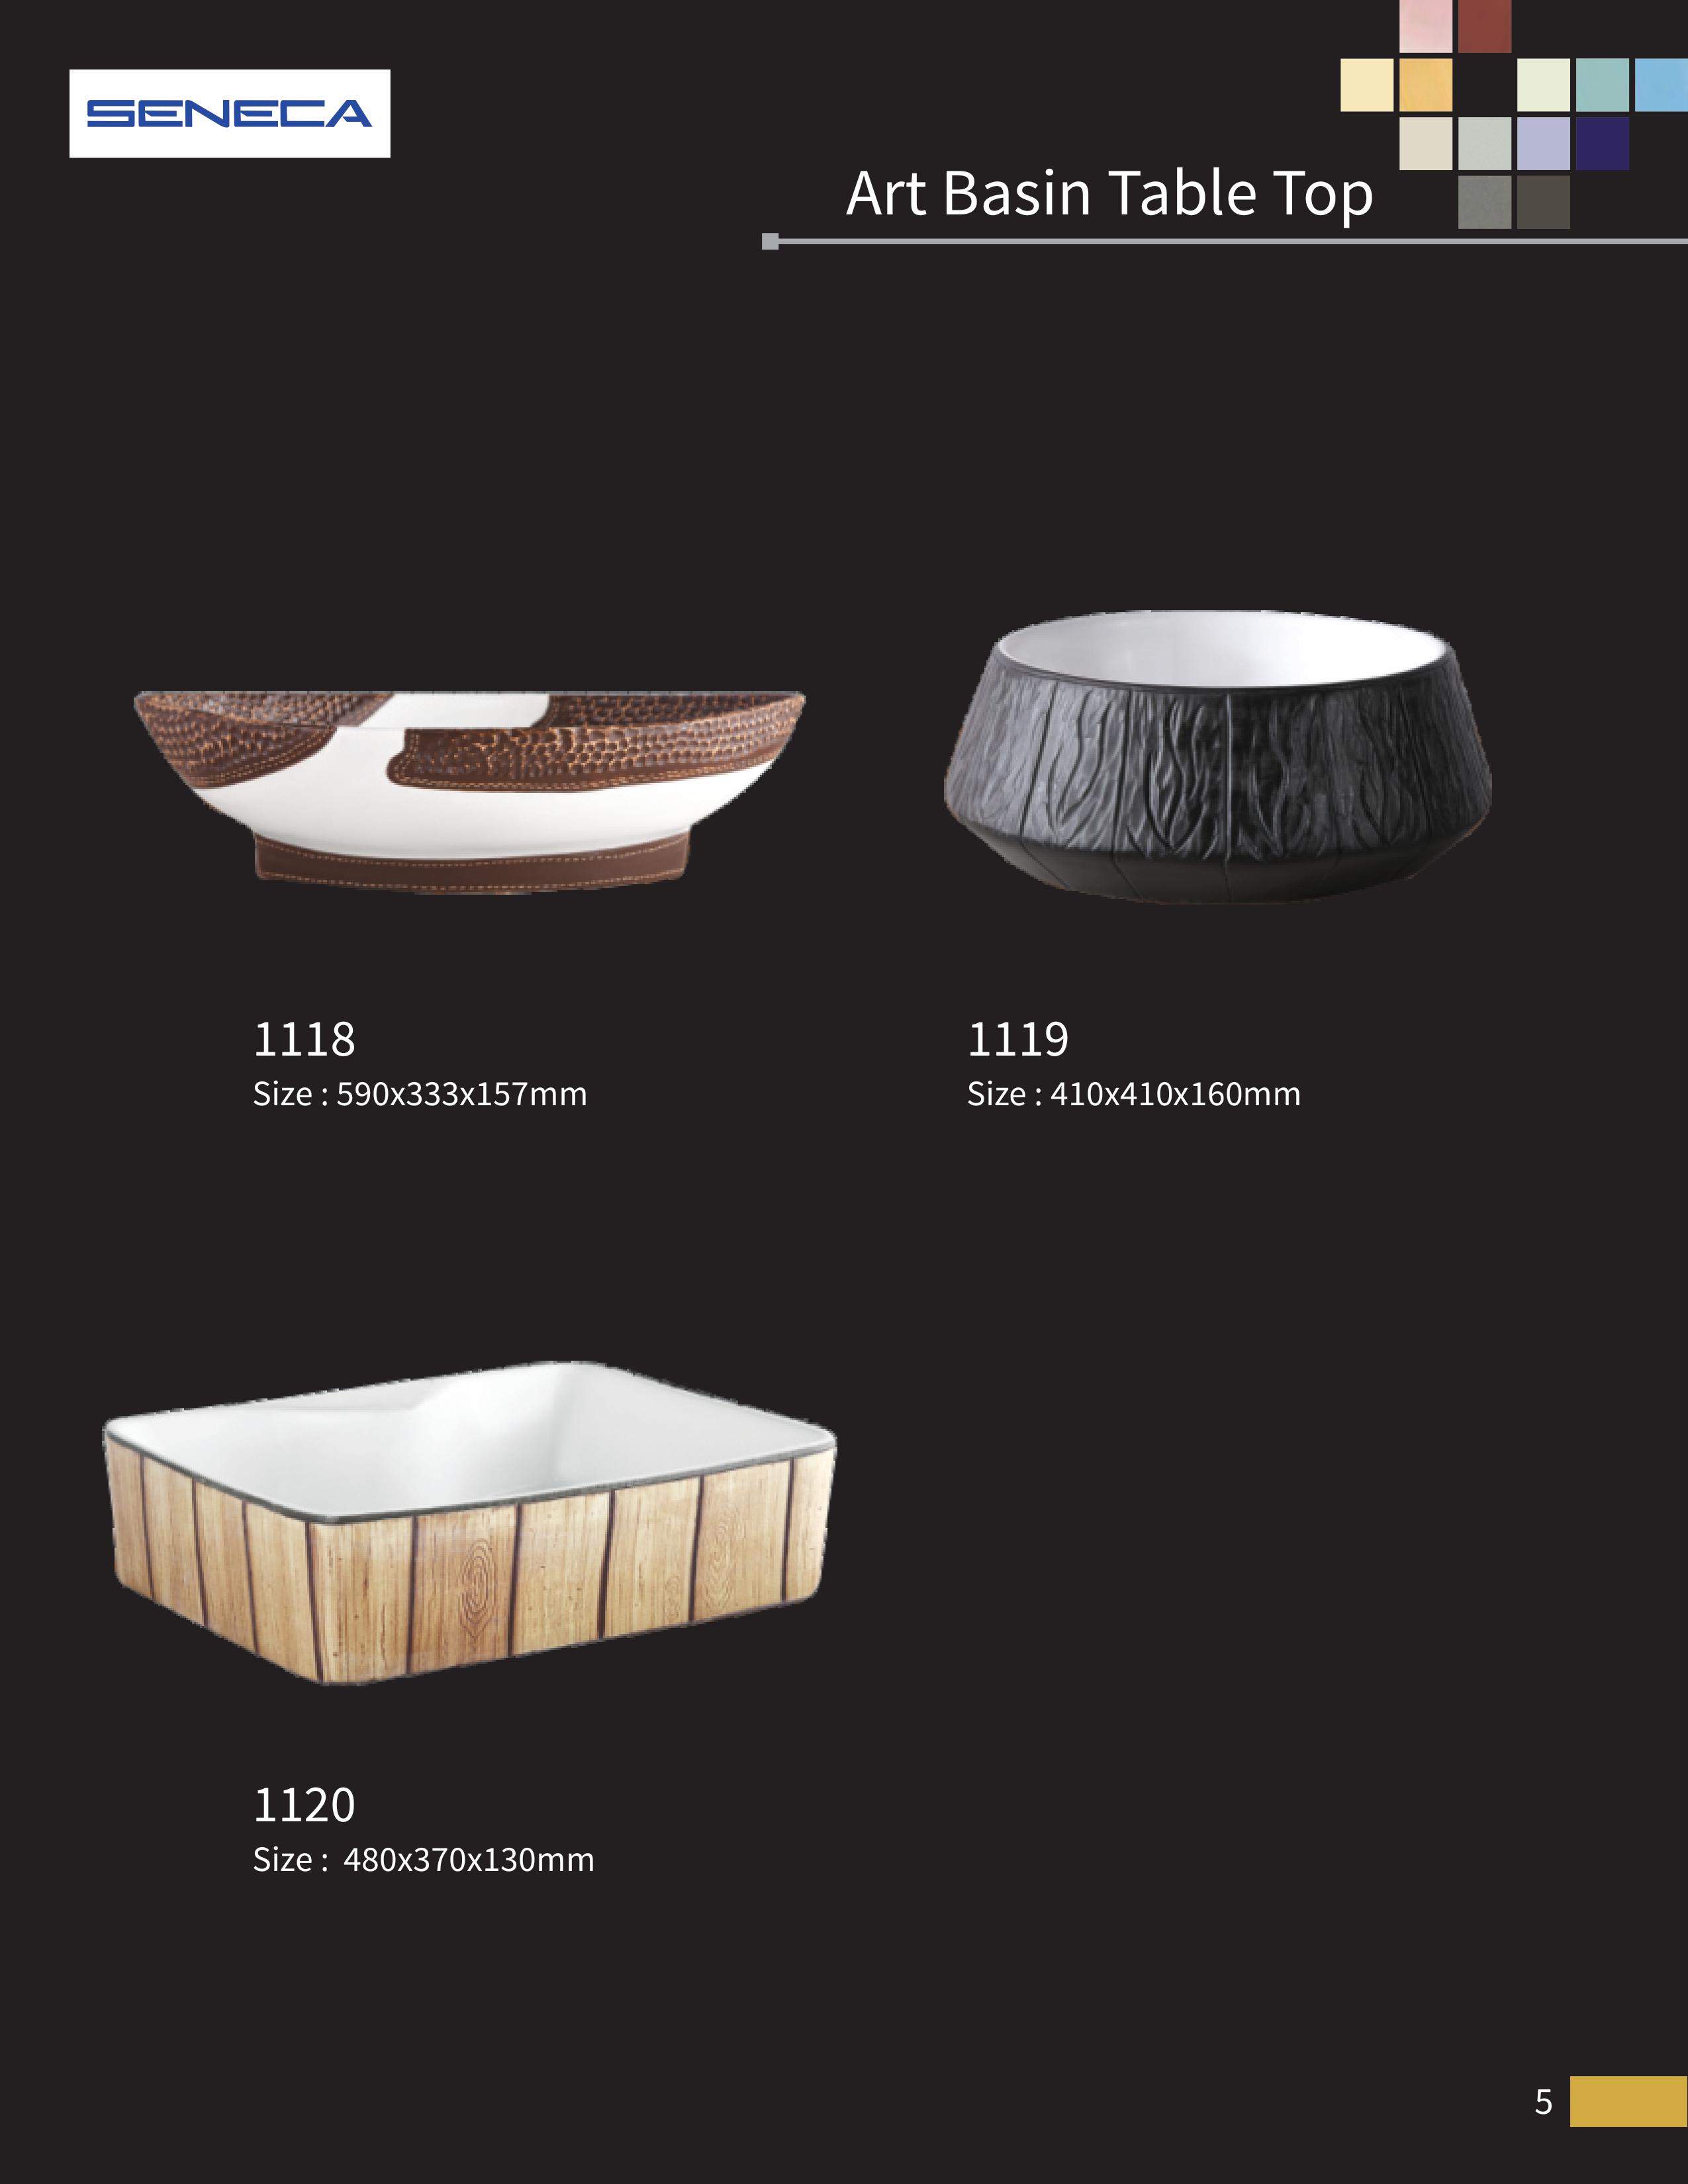 SENECA
Art Basin Table Top
1118
Size : 590x333x157mm
1119
Size : 410x410x160mm
1120
Size :  480x370x130mm
5